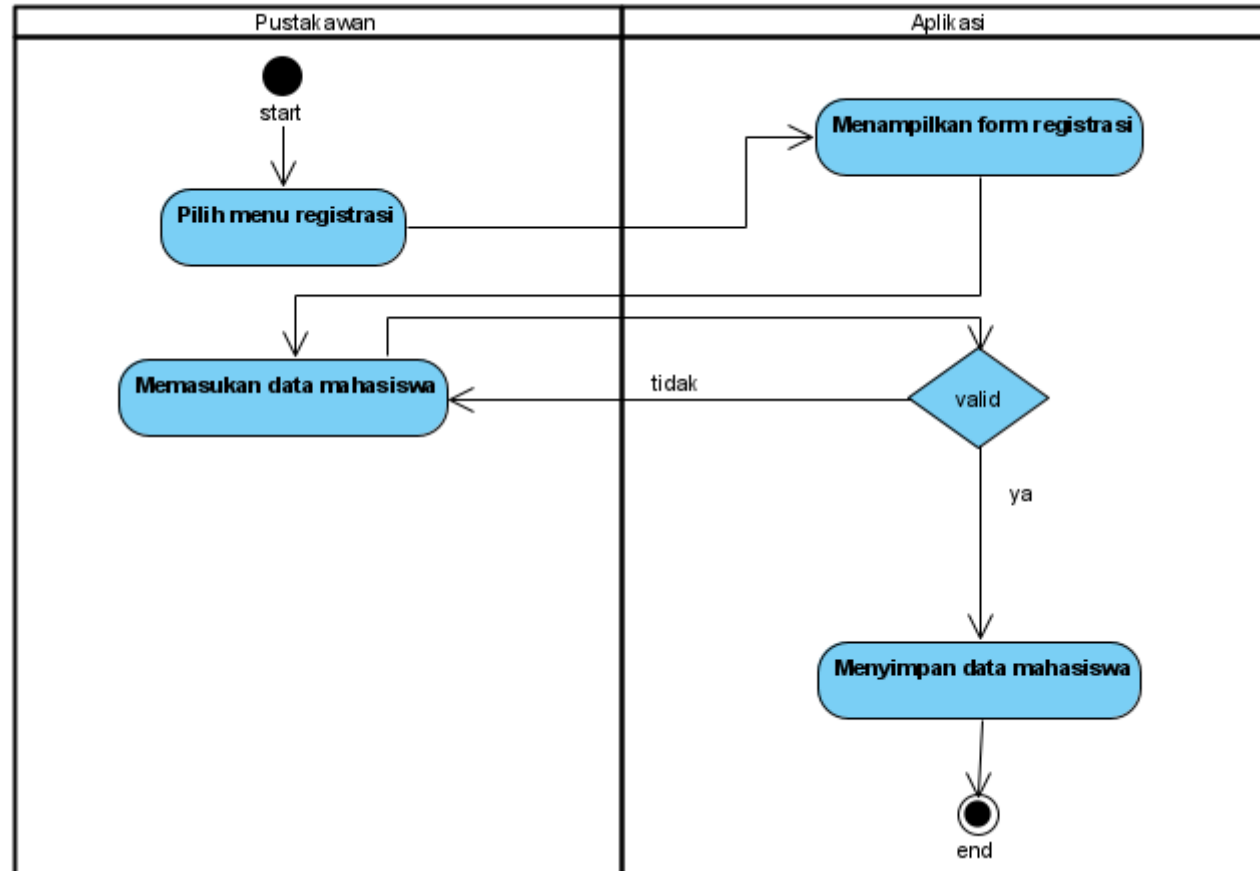 Pustakawan
Aplikasi
start
Menampilkan form registrasi
Pilih menu registrasi
Memasukan data mahasiswa
tidak
valid
ya
Menyimpan data mahasiswa
end